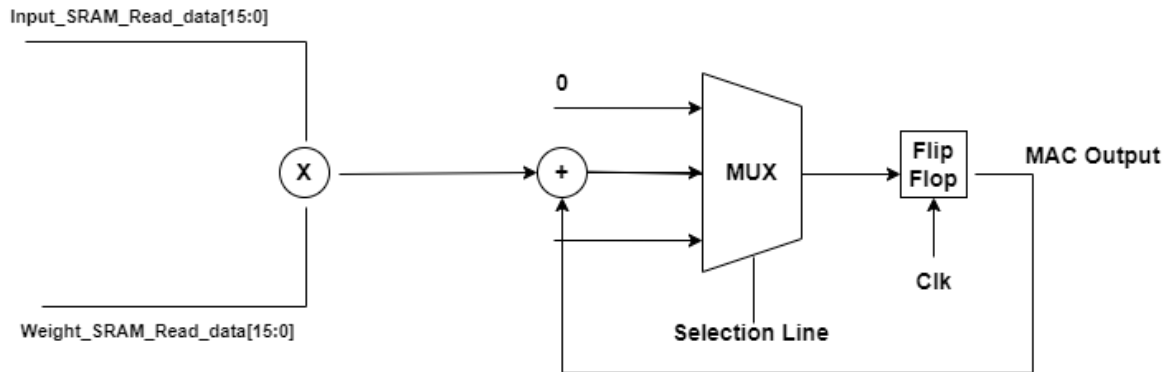 Input_SRAM_Read_data[15:0]
0
X
+
MUX
Flip
Flop
MAC Output
Clk
Weight_SRAM_Read_data[15:0]
Selection Line